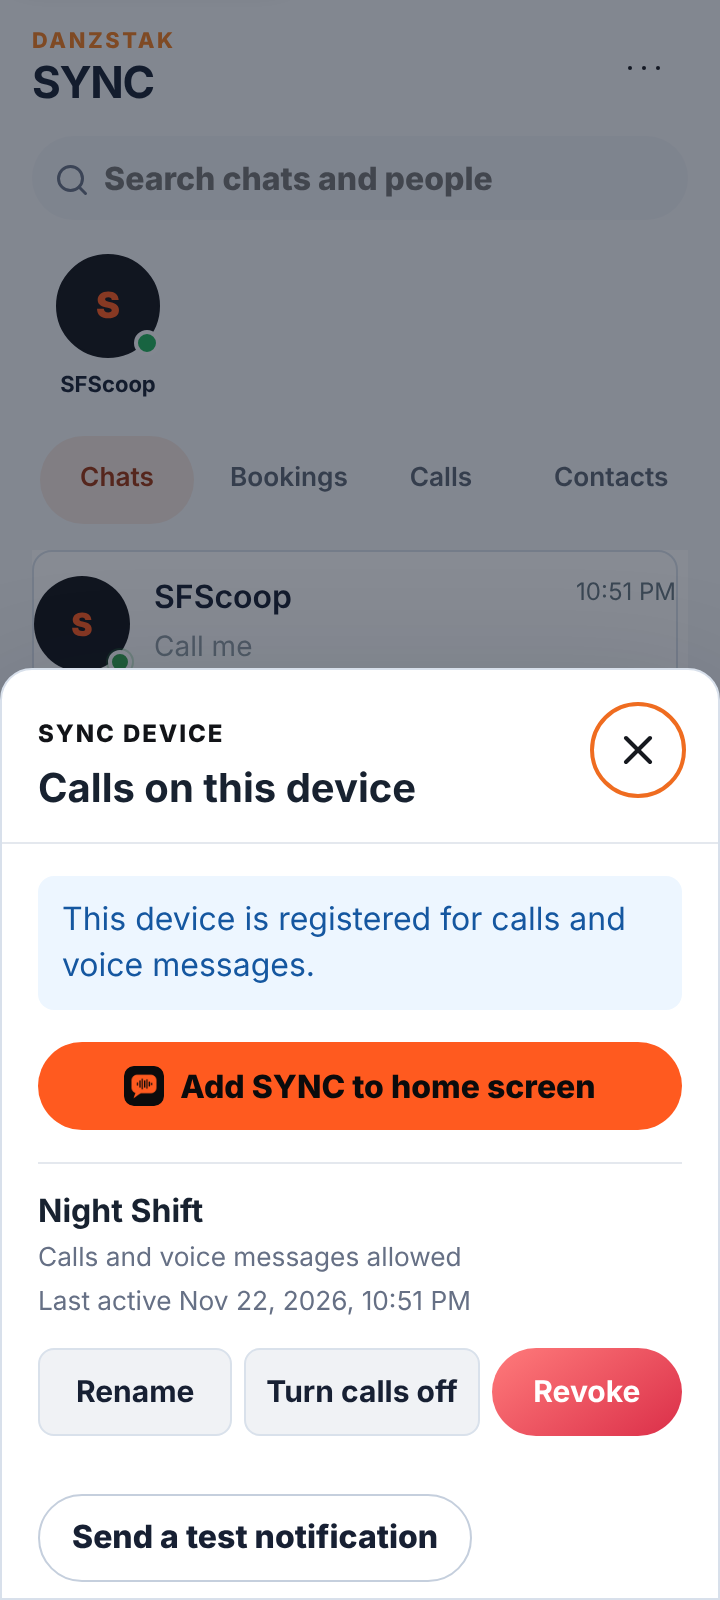 DANZSTAK
SYNC
...
Search chats and people
S
SFScoop
Chats Bookings Calls Contacts
S
SFScoop
10:51 PM
Call me
SYNC DEVICE
Calls on this device
This device is registered for calls and
voice messages.
Add SYNC to home screen
Night Shift
Calls and voice messages allowed
Last active Nov 22, 2026, 10:51 PM
Rename Turn calls off Revoke
Send a test notification